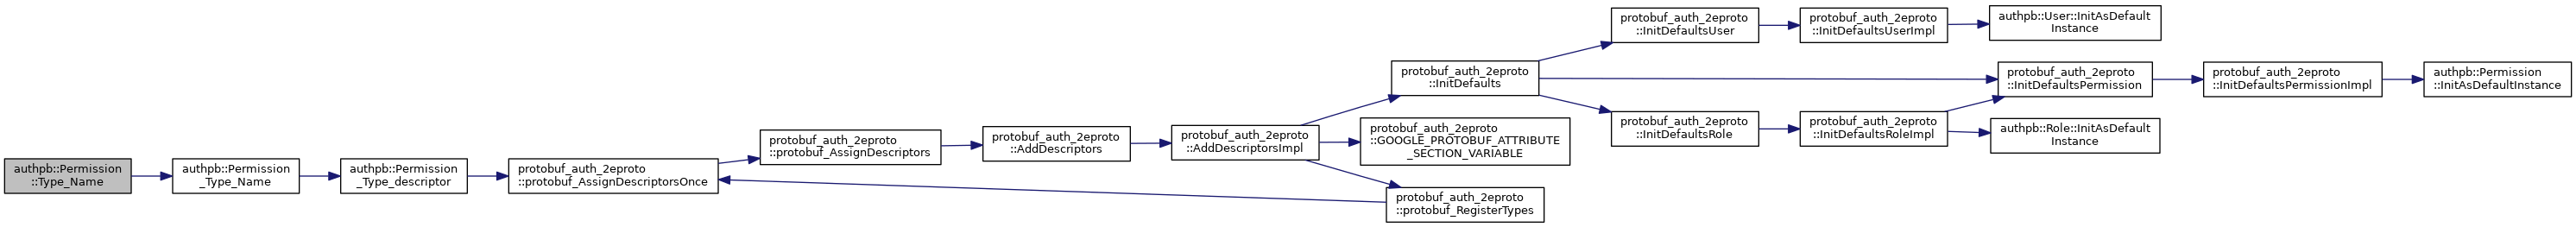 authpb::Permission
::Type_Name
authpb::Permission
_Type_Name
authpb::Permission
_Type_descriptor
protobuf_auth_2eproto
::protobuf_AssignDescriptorsOnce
protobuf_auth_2eproto
::protobuf_AssignDescriptors
protobuf_auth_2eproto
::AddDescriptors
protobuf_auth_2eproto
::AddDescriptorsImpl
protobuf_auth_2eproto
::InitDefaults
protobuf_auth_2eproto
::GOOGLE_PROTOBUF_ATTRIBUTE
_SECTION_VARIABLE
protobuf_auth_2eproto
::protobuf_RegisterTypes
protobuf_auth_2eproto
::InitDefaultsUser
protobuf_auth_2eproto
::InitDefaultsUserImpl
authpb::User::InitAsDefault
Instance
protobuf_auth_2eproto
::InitDefaultsPermission
protobuf_auth_2eproto
::InitDefaultsPermissionImpl
authpb::Permission
::InitAsDefaultInstance
protobuf_auth_2eproto
::InitDefaultsRole
protobuf_auth_2eproto
::InitDefaultsRoleImpl
authpb::Role::InitAsDefault
Instance